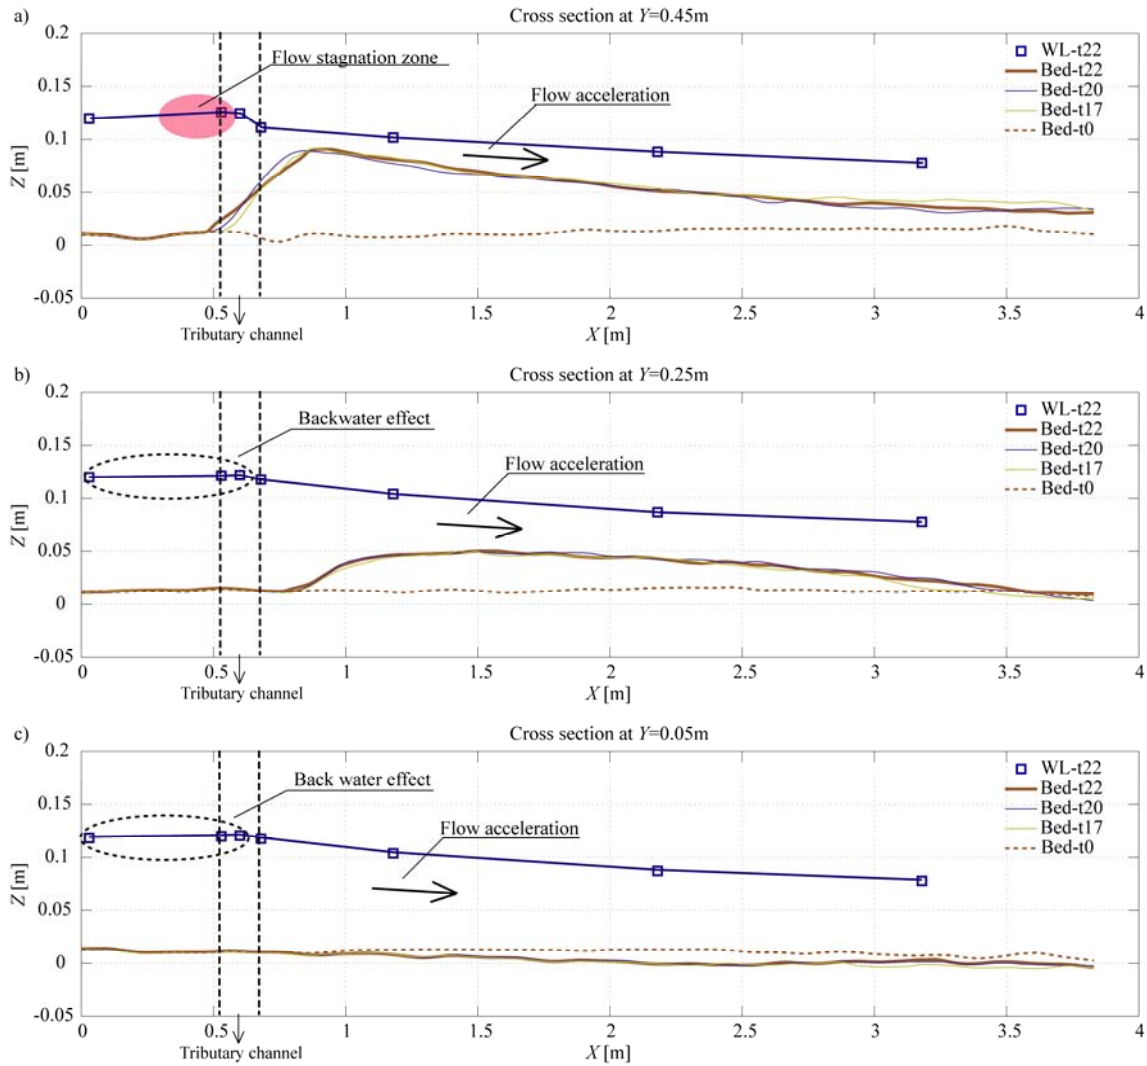 a)
Cross section at Y=0.45m
0.2
0.15
0.1
0.05
0
-0.05
Z [m]
Flow stagnation zone
Flow acceleration
WL-t22
Bed-t22
Bed-t20
Bed-t17
Bed-t0
0
0.5
1
1.5
2
2.5
3
3.5
4
Tributary channel
X [m]
b)
Cross section at Y=0.25m
0.2
0.15
0.1
0.05
0
-0.05
Z [m]
Backwater effect
Flow acceleration
WL-t22
Bed-t22
Bed-t20
Bed-t17
Bed-t0
0
0.5
1
1.5
2
2.5
3
3.5
4
Tributary channel
X [m]
c)
Cross section at Y=0.05m
0.2
0.15
0.1
0.05
0
-0.05
Z [m]
Back water effect
Flow acceleration
WL-t22
Bed-t22
Bed-t20
Bed-t17
Bed-t0
0
0.5
1
1.5
2
2.5
3
3.5
4
Tributary channel
X [m]